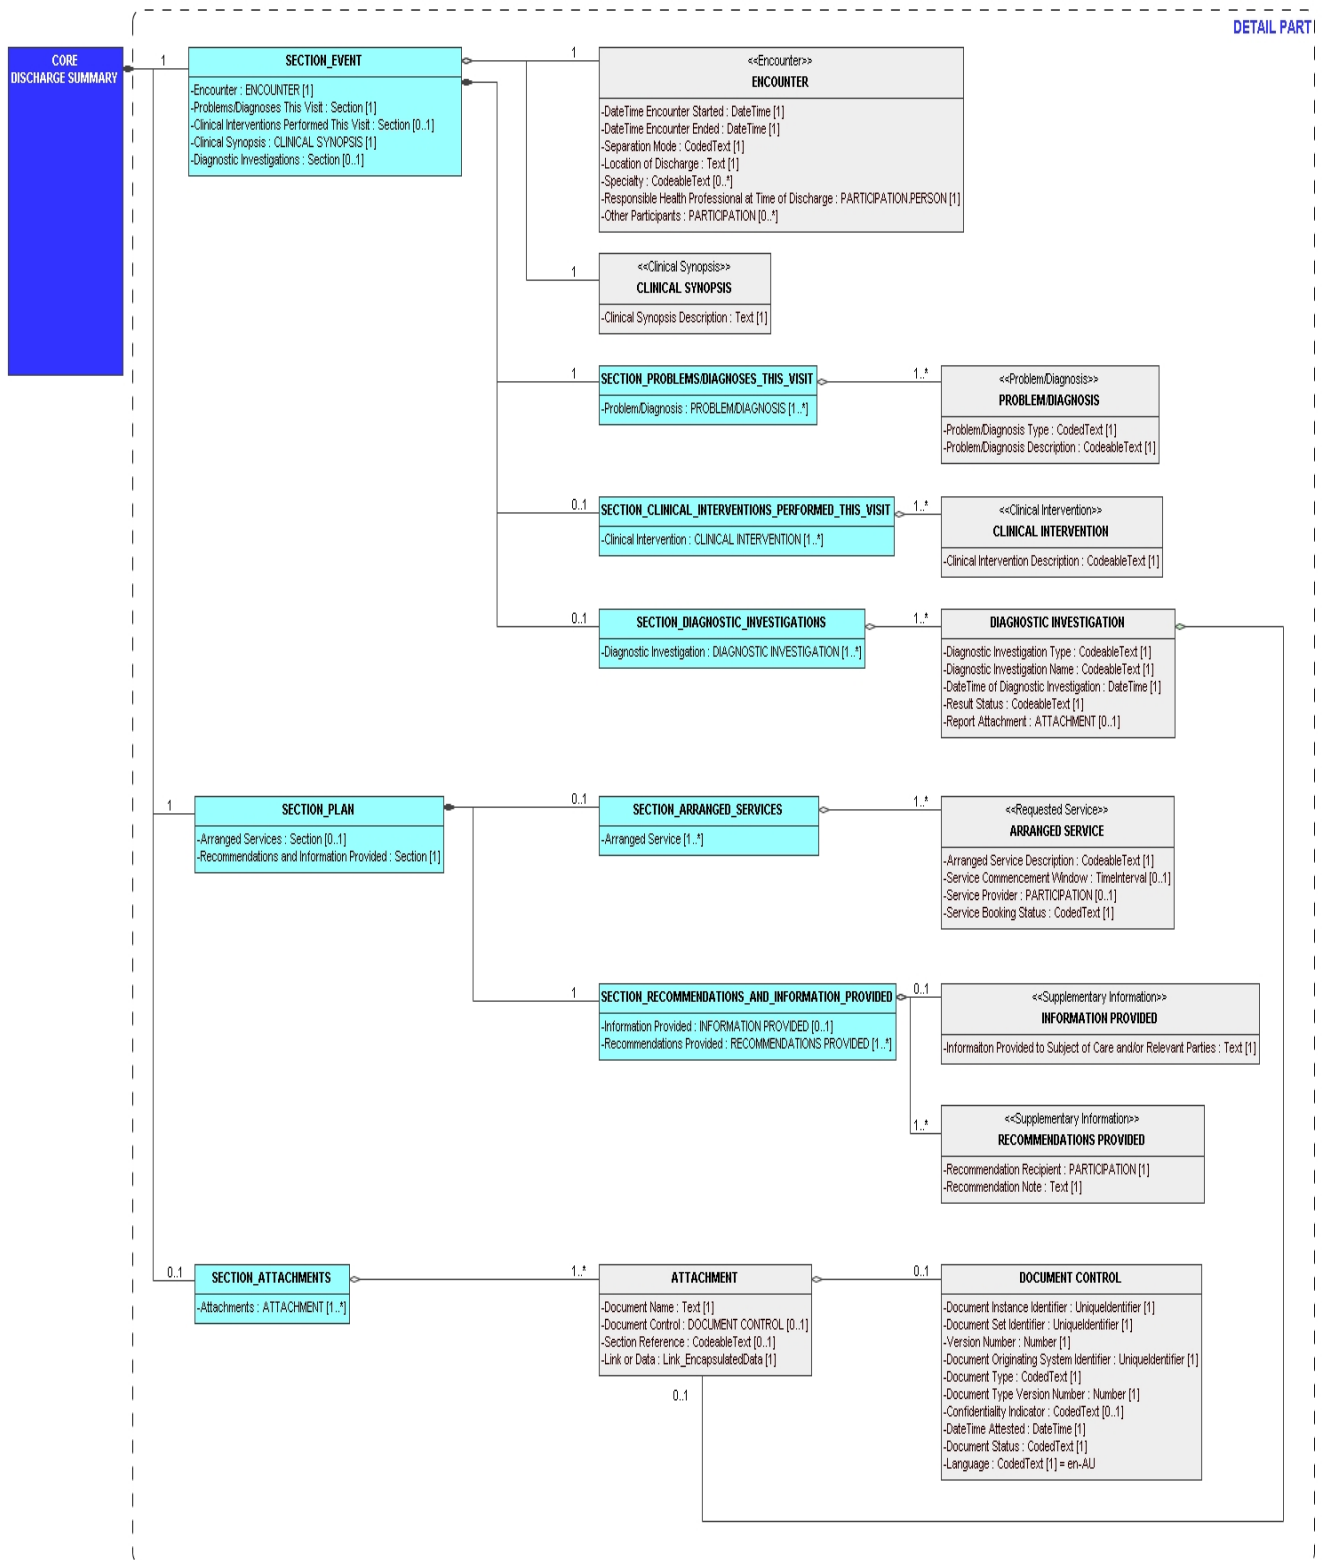 DETAIL PART
CORE
DISCHARGE SUMMARY
1
SECTION_EVENT
-Encounter : ENCOUNTER [1]
-Problems/Diagnoses This Visit : Section [1]
-Clinical Interventions Performed This Visit : Section [0..1]
-Clinical Synopsis : CLINICAL SYNOPSIS [1]
-Diagnostic Investigations : Section [0..1]
1
<<Encounter>>
ENCOUNTER
-DateTime Encounter Started : DateTime [1]
-DateTime Encounter Ended : DateTime [1]
-Separation Mode : CodedText [1]
-Location of Discharge : Text [1]
-Specialty : CodeableText [0..*]
-Responsible Health Professional at Time of Discharge : PARTICIPATION.PERSON [1]
-Other Participants : PARTICIPATION [0..*]
1
<<Clinical Synopsis>>
CLINICAL SYNOPSIS
-Clinical Synopsis Description : Text [1]
1
SECTION_PROBLEMS/DIAGNOSES_THIS_VISIT
-Problem/Diagnosis : PROBLEM/DIAGNOSIS [1..*]
1..*
<<Problem/Diagnosis>>
PROBLEM/DIAGNOSIS
-Problem/Diagnosis Type : CodedText [1]
-Problem/Diagnosis Description : CodeableText [1]
0..1
SECTION_CLINICAL_INTERVENTIONS_PERFORMED_THIS_VISIT
-Clinical Intervention : CLINICAL INTERVENTION [1..*]
1..*
<<Clinical Intervention>>
CLINICAL INTERVENTION
-Clinical Intervention Description : CodeableText [1]
0..1
SECTION_DIAGNOSTIC_INVESTIGATIONS
-Diagnostic Investigation : DIAGNOSTIC INVESTIGATION [1..*]
1..*
DIAGNOSTIC INVESTIGATION
-Diagnostic Investigation Type : CodeableText [1]
-Diagnostic Investigation Name : CodeableText [1]
-DateTime of Diagnostic Investigation : DateTime [1]
-Result Status : CodeableText [1]
-Report Attachment : ATTACHMENT [0..1]
1
SECTION_PLAN
-Arranged Services : Section [0..1]
-Recommendations and Information Provided : Section [1]
0..1
SECTION_ARRANGED_SERVICES
-Arranged Service [1..*]
1..*
<<Requested Service>>
ARRANGED SERVICE
-Arranged Service Description : CodeableText [1]
-Service Commencement Window : TimeInterval [0..1]
-Service Provider : PARTICIPATION [0..1]
-Service Booking Status : CodedText [1]
1
SECTION_RECOMMENDATIONS_AND_INFORMATION_PROVIDED
-Information Provided : INFORMATION PROVIDED [0..1]
-Recommendations Provided : RECOMMENDATIONS PROVIDED [1..*]
0..1
<<Supplementary Information>>
INFORMATION PROVIDED
-Informaiton Provided to Subject of Care and/or Relevant Parties : Text [1]
1..*
<<Supplementary Information>>
RECOMMENDATIONS PROVIDED
-Recommendation Recipient : PARTICIPATION [1]
-Recommendation Note : Text [1]
0..1
SECTION_ATTACHMENTS
-Attachments : ATTACHMENT [1..*]
1..*
ATTACHMENT
-Document Name : Text [1]
-Document Control : DOCUMENT CONTROL [0..1]
-Section Reference : CodeableText [0..1]
-Link or Data : Link_EncapsulatedData [1]
0..1
0..1
DOCUMENT CONTROL
-Document Instance Identifier : UniqueIdentifier [1]
-Document Set Identifier : UniqueIdentifier [1]
-Version Number : Number [1]
-Document Originating System Identifier : UniqueIdentifier [1]
-Document Type : CodedText [1]
-Document Type Version Number : Number [1]
-Confidentiality Indicator : CodedText [0..1]
-DateTime Attested : DateTime [1]
-Document Status : CodedText [1]
-Language : CodedText [1] = en-AU